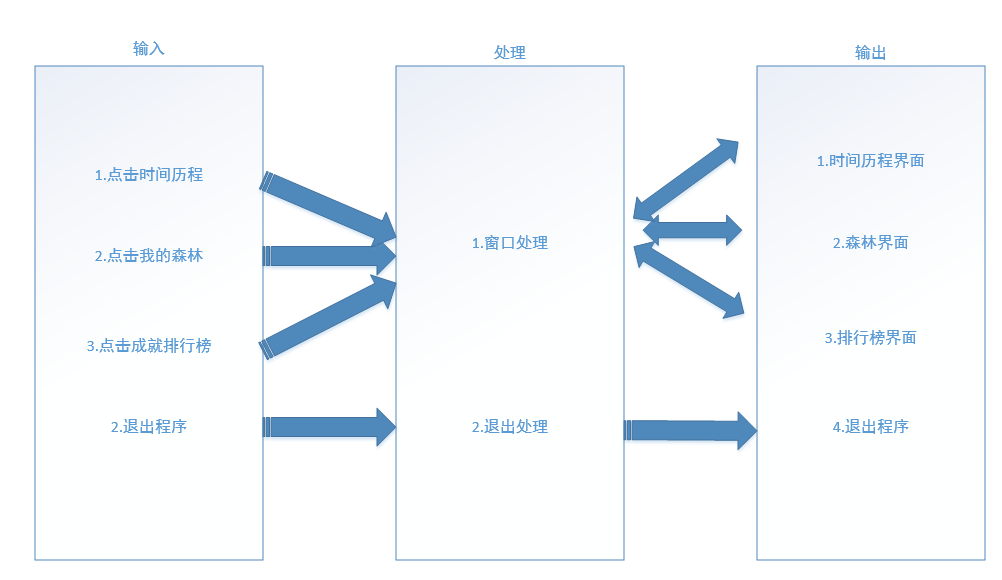 输入
1.点击时间历程
2.点击我的森林
3.点击成就排行榜
2.退出程序
处理
1.窗口处理
2.退出处理
输出
1.时间历程界面
2.森林界面
3.排行榜界面
4.退出程序